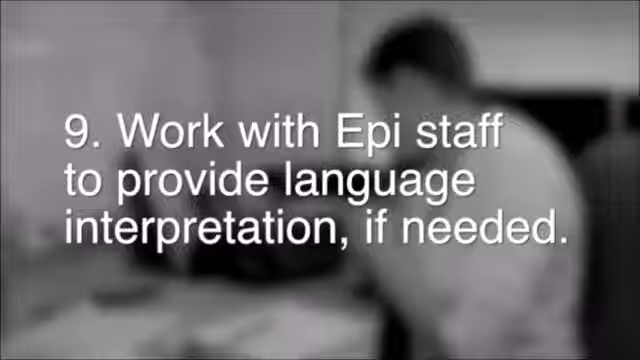 9. Work with Epi staff
to provide language
interpretation, if needed.